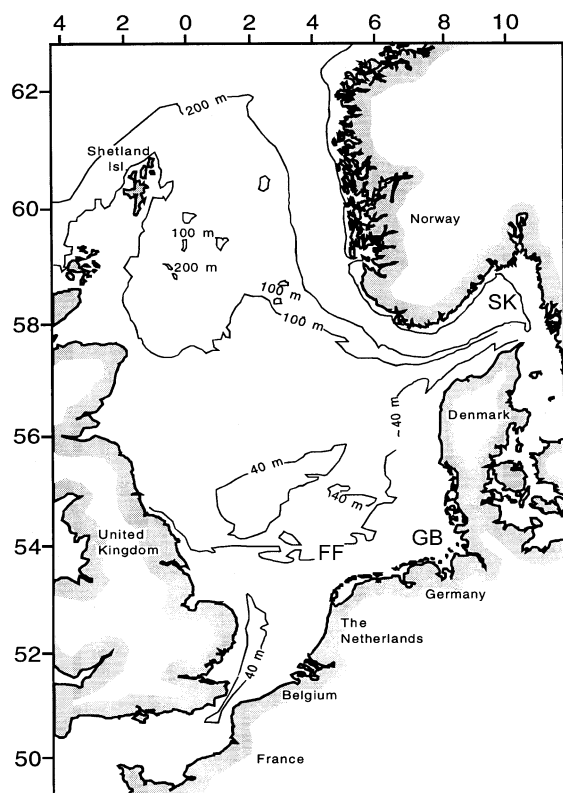 4 2 0 2 4 6 8 10
62
200 m
Shetland
Isl
60
Norway
100 m
200 m
100 m
SK
58
100 m
Denmark
40 m
56
40 m
40 m
United
Kingdom
GB
54
FF
Germany
The
Netherlands
52
40 m
Belgium
50
France